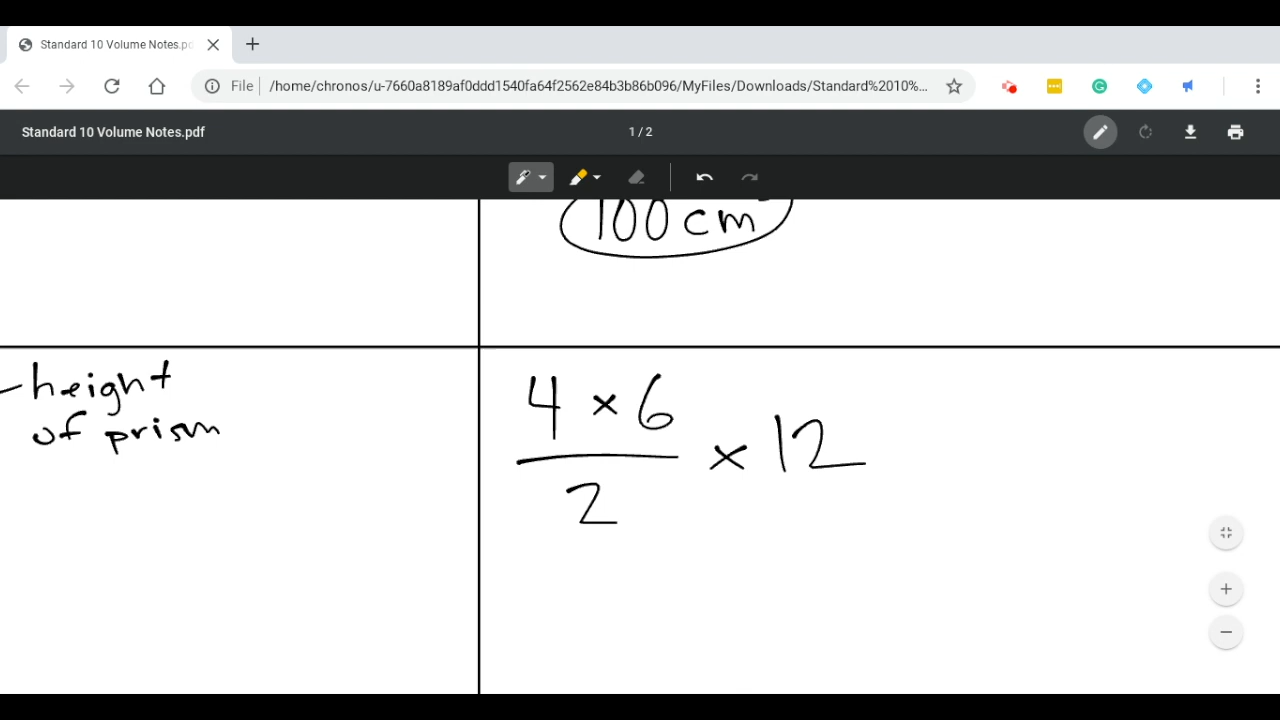 Standard 10 Volume Notes.pd
File
/home/chronos/u-7660a8189af0ddd1540fa64f2562e84b3b86b096/MyFiles/Downloads/Standard%2010%...
Standard 10 Volume Notes.pdf
1 / 2
100 cm
-height
of prism
4 × 6
2
× 12